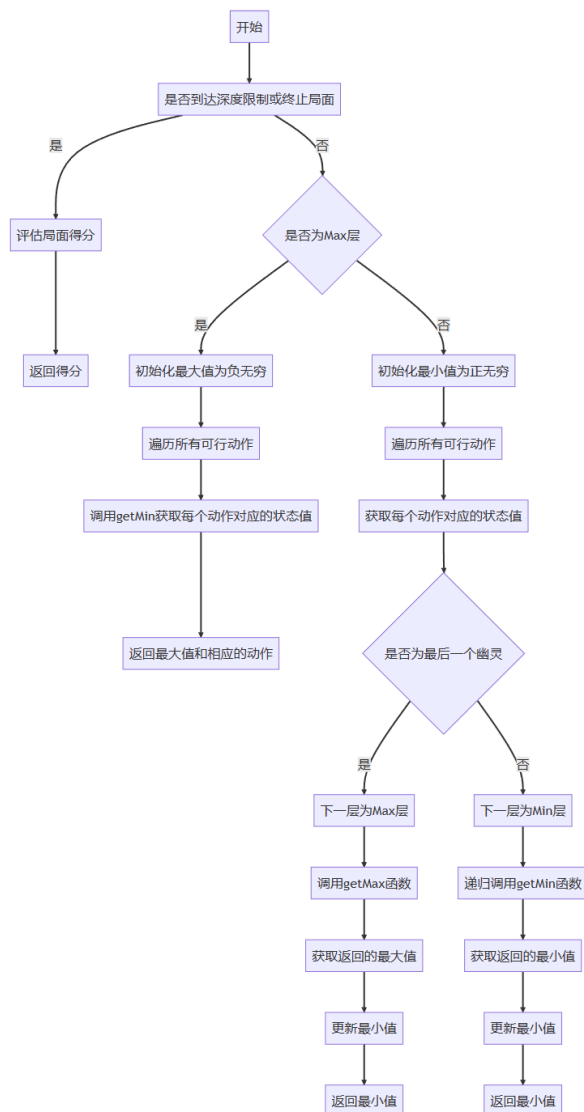 开始
是否到达深度限制或终止局面
是
否
评估局面得分
是否为Max层
是
否
返回得分
初始化最大值为负无穷
初始化最小值为正无穷
遍历所有可行动作
遍历所有可行动作
调用getMin获取每个动作对应的状态值
获取每个动作对应的状态值
返回最大值和相应的动作
是否为最后一个幽灵
是
否
下一层为Max层
下一层为Min层
调用getMax函数
递归调用getMin函数
获取返回的最大值
获取返回的最小值
更新最小值
更新最小值
返回最小值
返回最小值